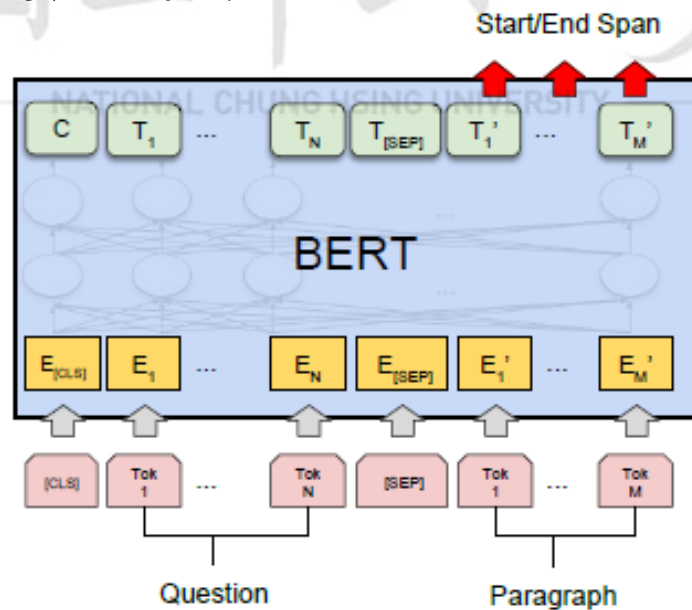 Start/End Span
NATIONAL CHUNG HSING UNIVERSITY
C T1 ... TN T[SEP] T1' ... TM'
...
BERT
...
E[CLS] E1 ... EN E[SEP] E1' ... EM'
[CLS] Tok 1 ... Tok N [SEP] Tok 1 ... Tok M
Question Paragraph